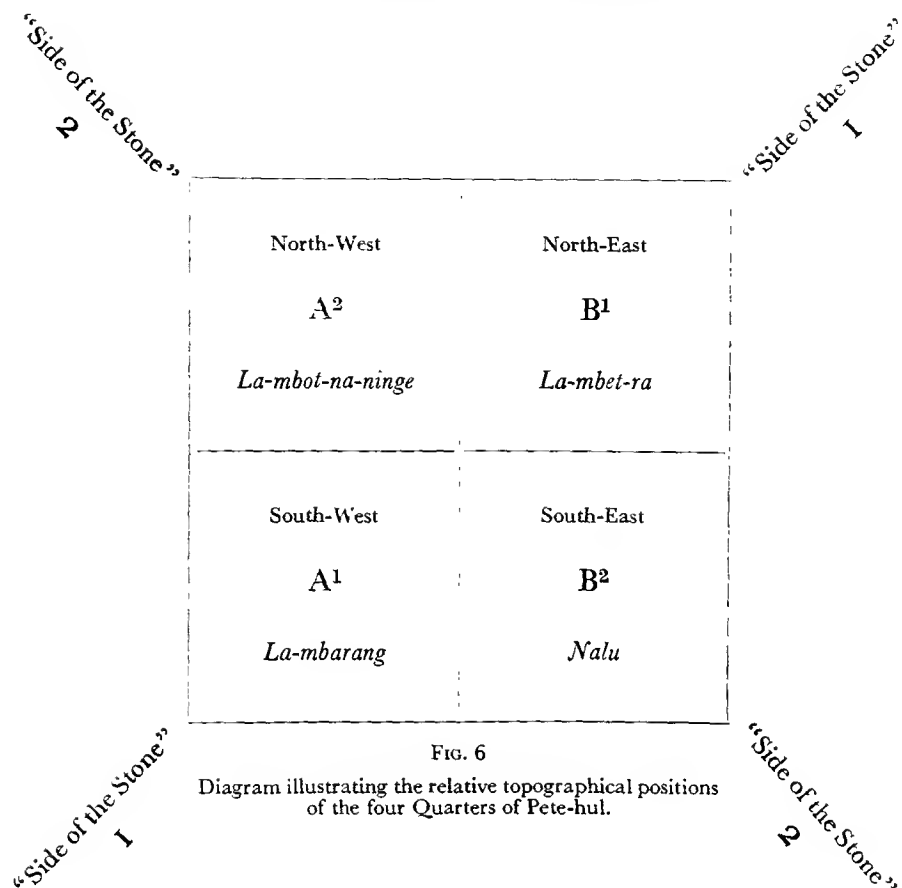 “Side of the Stone”
2
“Side of the Stone”
1
North-West
North-East
A²
B¹
La-mbot-na-ninge
La-mbet-ra
South-West
South-East
A¹
B²
La-mbarang
Nalu
“Side of the Stone”
1
“Side of the Stone”
2
FIG. 6
Diagram illustrating the relative topographical positions
of the four Quarters of Pete-hul.